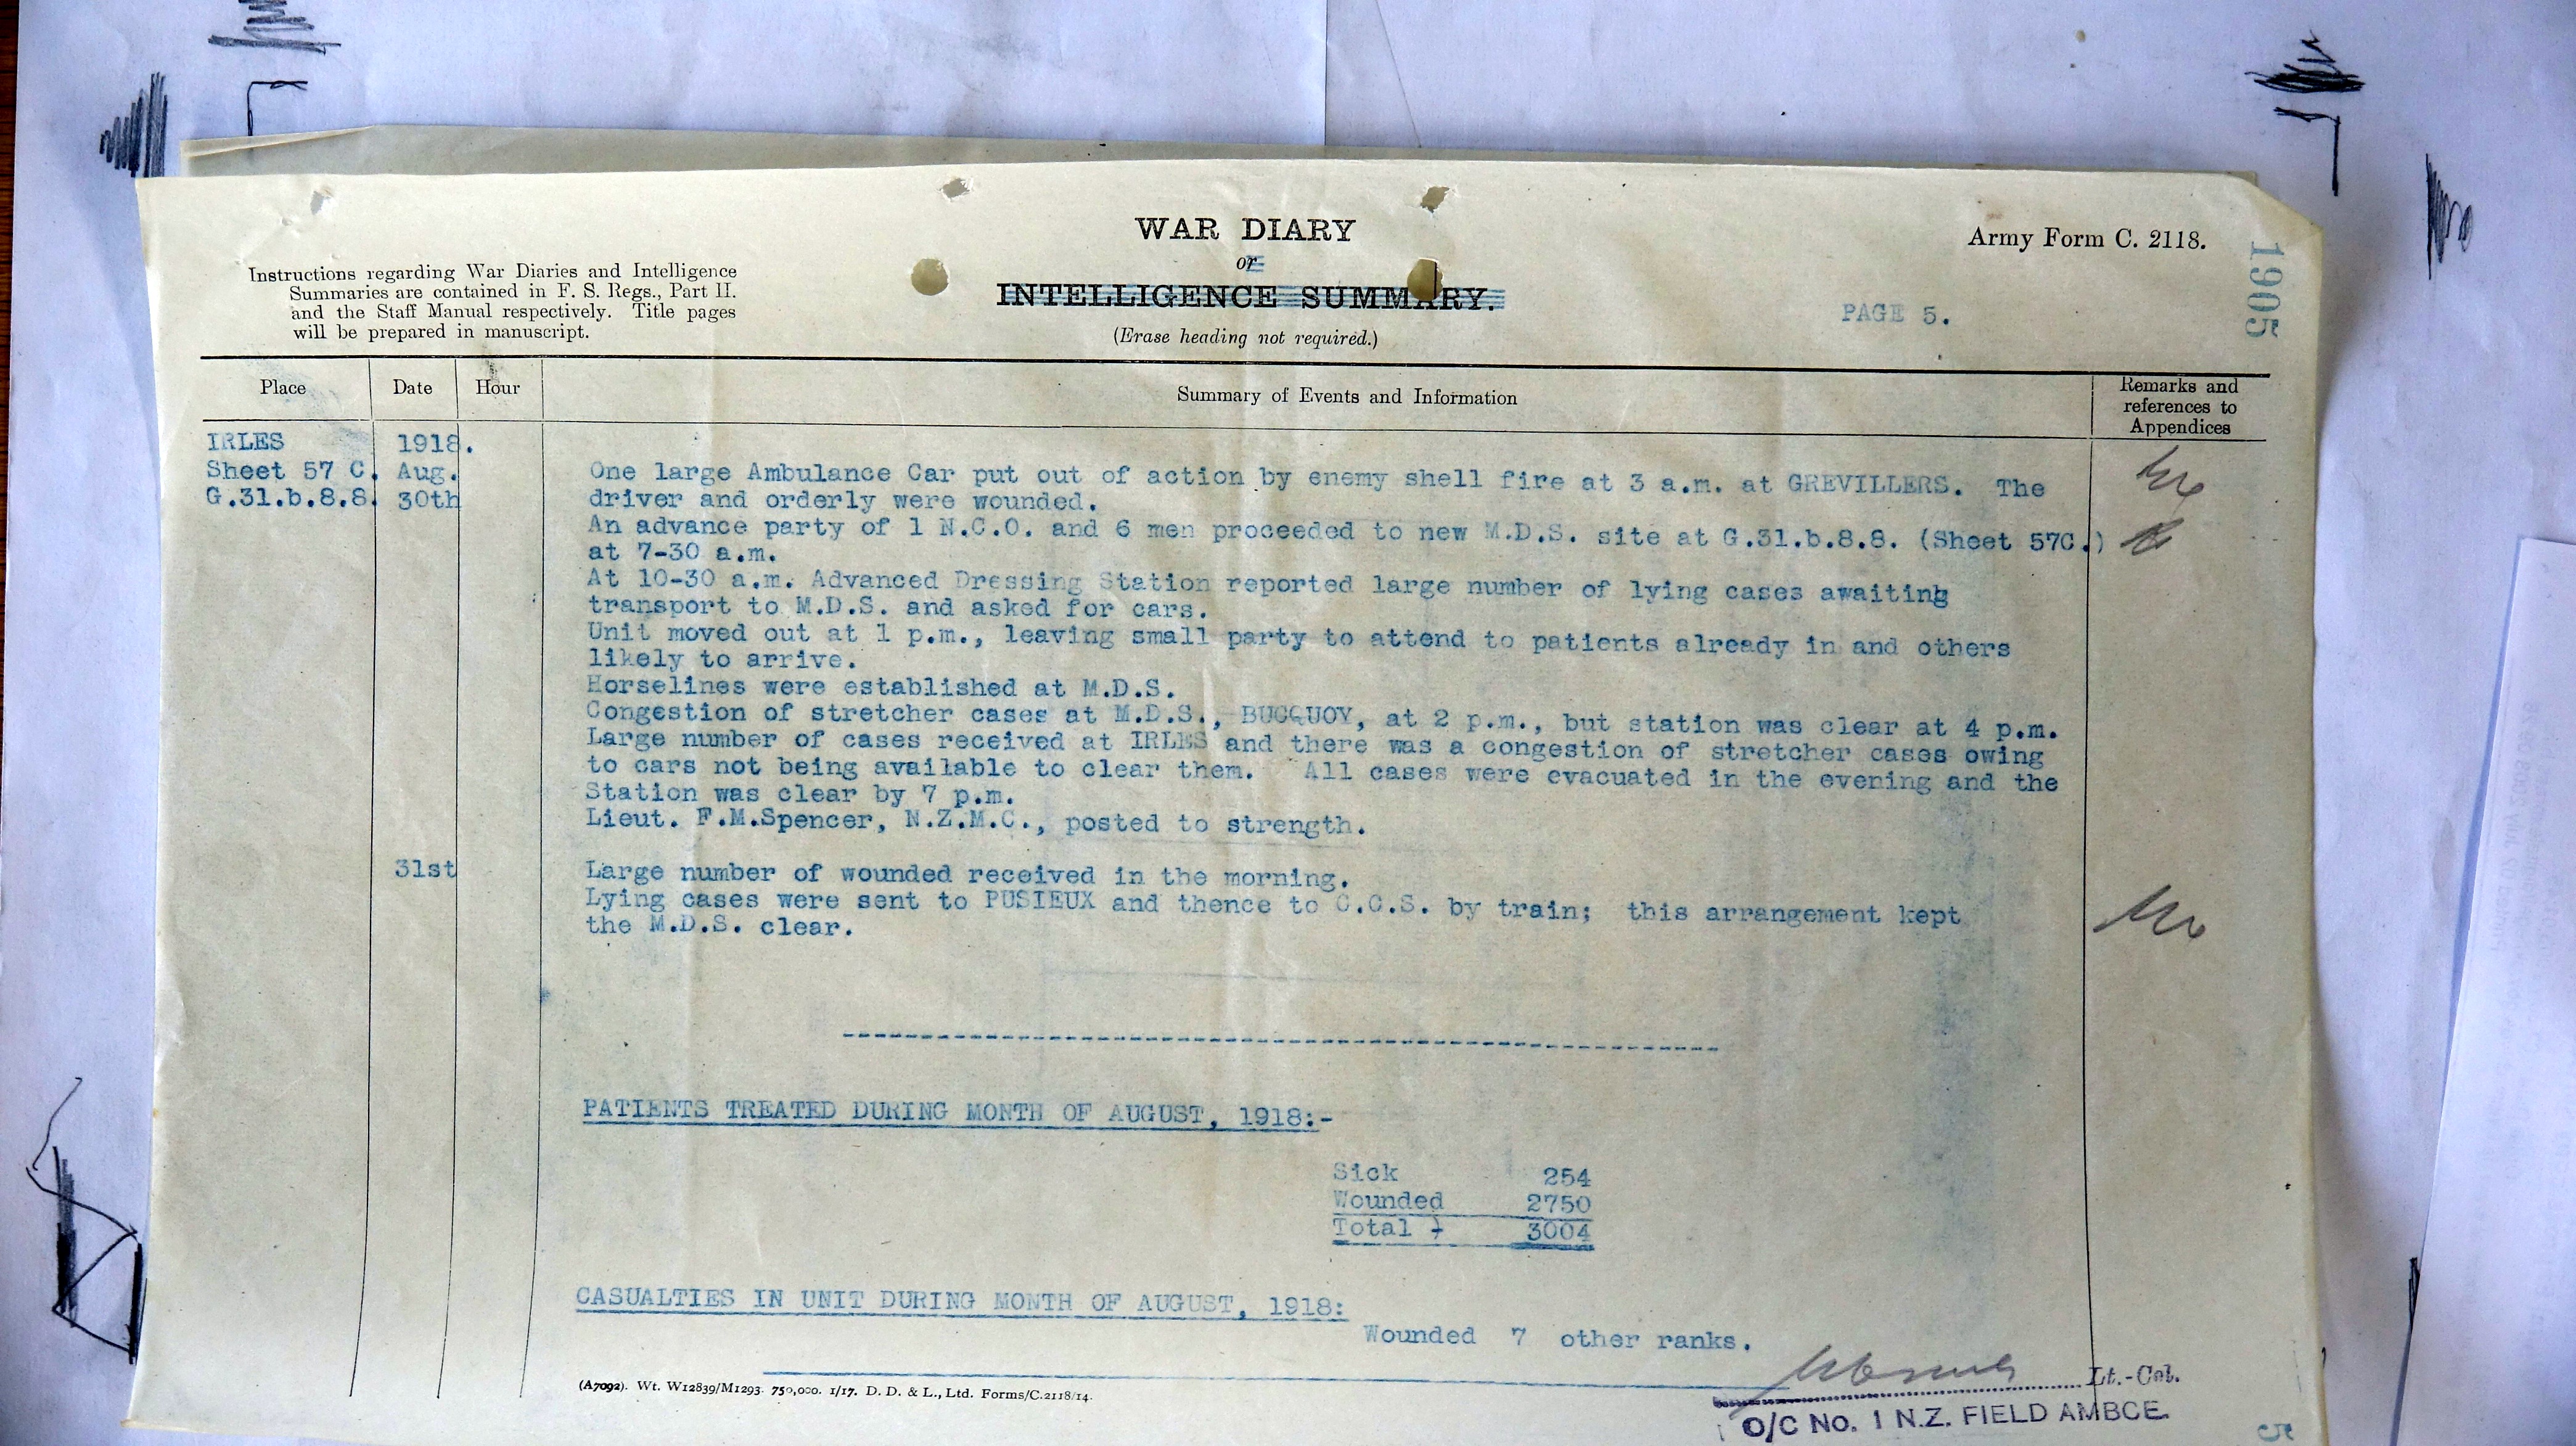 WAR DIARY
or
INTELLIGENCE SUMMARY.
(Erase heading not required.)
Army Form C. 2118.
1905
Instructions regarding War Diaries and Intelligence
Summaries are contained in F. S. Regs., Part II.
and the Staff Manual respectively. Title pages
will be prepared in manuscript.
PAGE 5.
Place
Date
Hour
Summary of Events and Information
Remarks and
references to
Appendices
IRLES
Sheet 57 C.
G.31.b.8.8.
1918.
Aug.
30th
One large Ambulance Car put out of action by enemy shell fire at 3 a.m. at GREVILLERS. The
driver and orderly were wounded.
An advance party of 1 N.C.O. and 6 men proceeded to new M.D.S. site at G.31.b.8.8. (Sheet 57C.)
at 7-30 a.m.
At 10-30 a.m. Advanced Dressing Station reported large number of lying cases awaiting
transport to M.D.S. and asked for cars.
Unit moved out at 1 p.m., leaving small party to attend to patients already in and others
likely to arrive.
Horselines were established at M.D.S.
Congestion of stretcher cases at M.D.S., BUCQUOY, at 2 p.m., but station was clear at 4 p.m.
Large number of cases received at IRLES and there was a congestion of stretcher cases owing
to cars not being available to clear them. All cases were evacuated in the evening and the
Station was clear by 7 p.m.
Lieut. F.M.Spencer, N.Z.M.C., posted to strength.
31st
Large number of wounded received in the morning.
Lying cases were sent to PUSIEUX and thence to C.C.S. by train; this arrangement kept
the M.D.S. clear.
PATIENTS TREATED DURING MONTH OF AUGUST, 1918:-
Sick 254
Wounded 2750
Total 3004
CASUALTIES IN UNIT DURING MONTH OF AUGUST, 1918:
Wounded 7 other ranks.
Lt.-Col.
O/C No. 1 N.Z. FIELD AMBCE.
(A7092). Wt. W12839/M1293. 750,000. 1/17. D. D. & L., Ltd. Forms/C.2118/14.
5